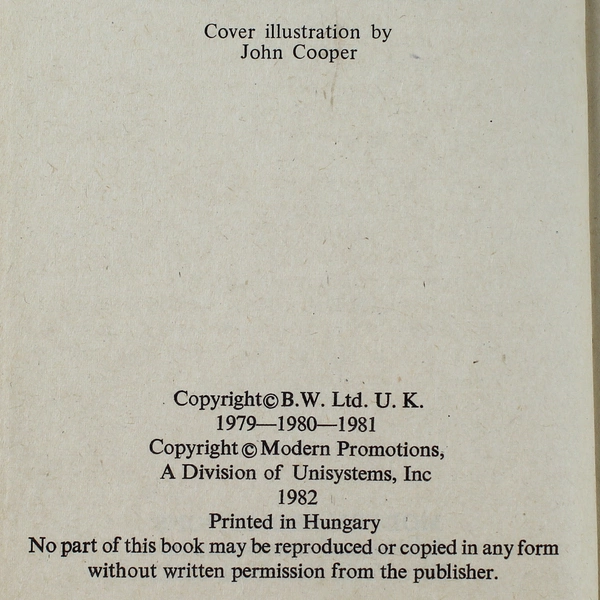 Cover illustration by
John Cooper
Copyright©B.W. Ltd. U. K.
1979—1980—1981
Copyright © Modern Promotions,
A Division of Unisystems, Inc
1982
Printed in Hungary
No part of this book may be reproduced or copied in any form
without written permission from the publisher.